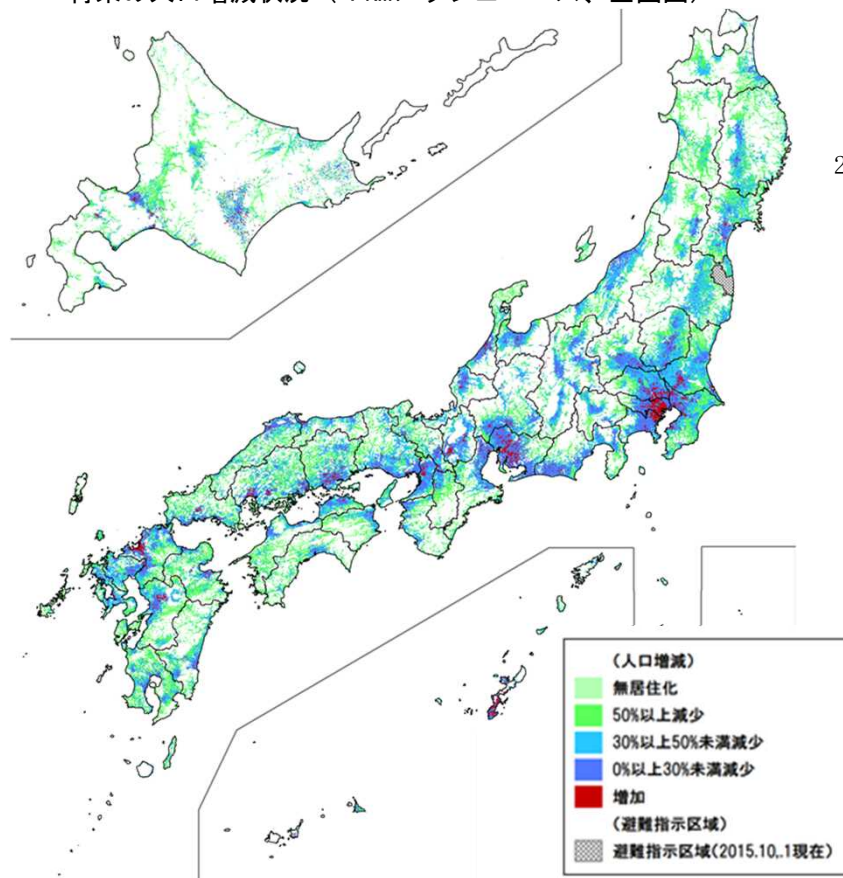 2
(人口増減)
無居住化
50%以上減少
30%以上50%未満減少
0%以上30%未満減少
増加
(避難指示区域)
避難指示区域(2015.10,.1現在)